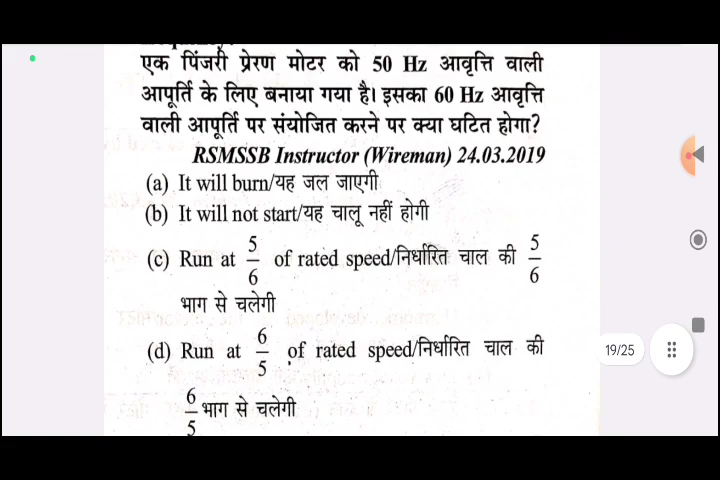 एक पिंजरी प्रेरण मोटर को 50 Hz आवृत्ति वाली
आपूर्ति के लिए बनाया गया है। इसका 60 Hz आवृत्ति
वाली आपूर्ति पर संयोजित करने पर क्या घटित होगा?
RSMSSB Instructor (Wireman) 24.03.2019
(a) It will burn/यह जल जाएगी
(b) It will not start/यह चालू नहीं होगी
(c) Run at 5/6 of rated speed/निर्धारित चाल की 5/6
भाग से चलेगी
(d) Run at 6/5 of rated speed/निर्धारित चाल की
6/5 भाग से चलेगी
19/25